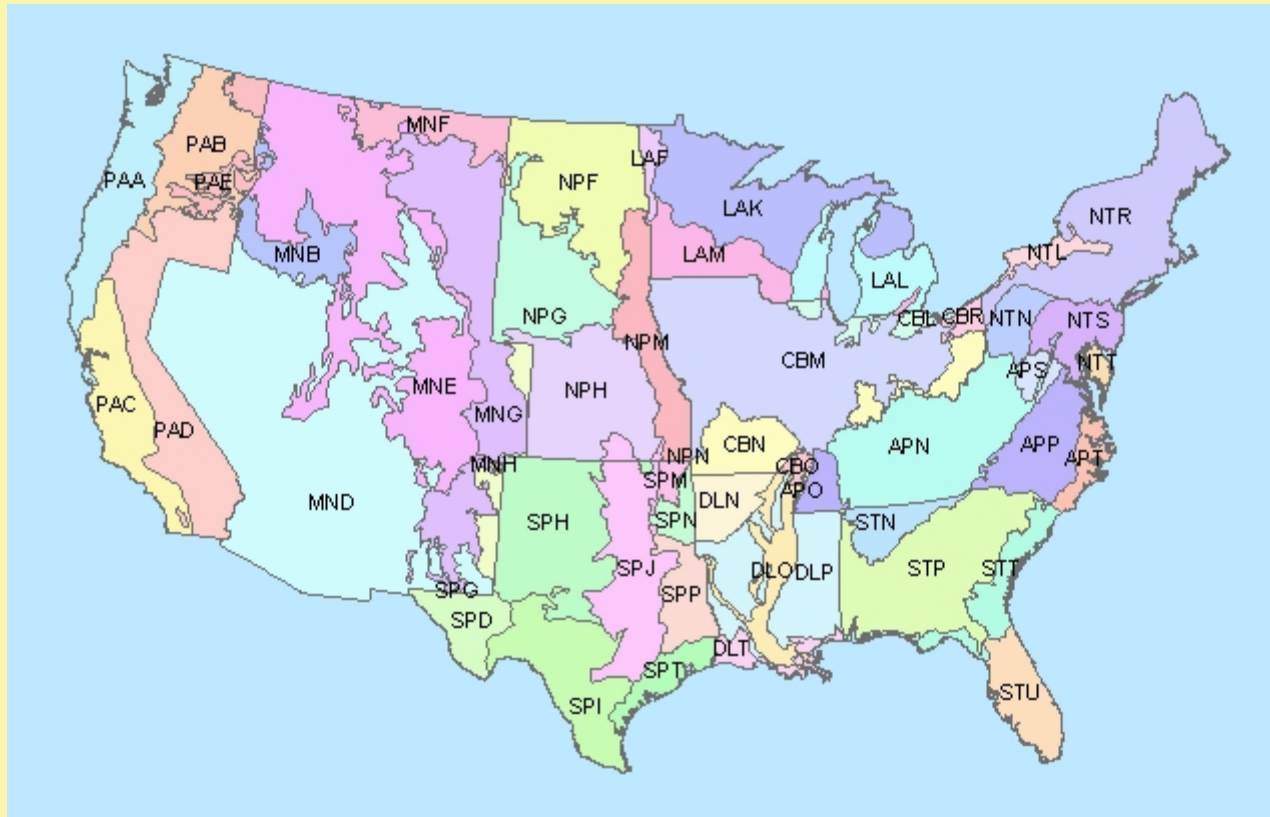 MNF
PAB
LAF
PAA
PAE
NPF
LAK
NTR
MNB
LAM
NTL
LAL
NPG
CBL
CBR
NTN
NTS
NPM
CBM
NTT
APS
MNE
NPH
PAC
MNG
PAD
CBN
APN
APP
NPN
APT
MNH
CBO
SPM
APO
MND
DLN
SPH
SPN
STN
SPJ
DLO
DLP
STP
STT
SPG
SPP
SPD
DLT
SPT
STU
SPI